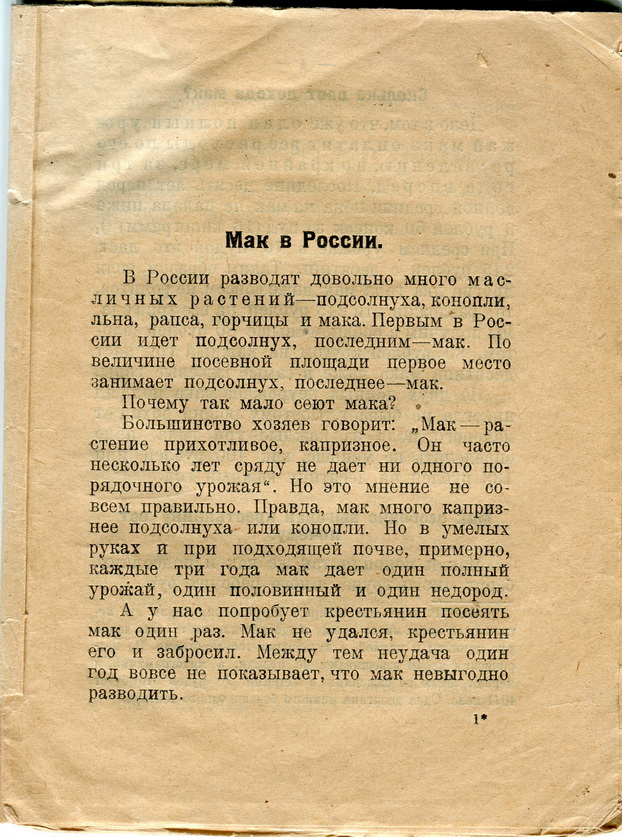 Мак в России.
В России разводят довольно много мас-
личных растений—подсолнуха, конопли,
льна, рапса, горчицы и мака. Первым в Рос-
сии идет подсолнух, последним—мак. По
величине посевной площади первое место
занимает подсолнух, последнее—мак.
Почему так мало сеют мака?
Большинство хозяев говорит: „Мак—ра-
стение прихотливое, капризное. Он часто
несколько лет сряду не дает ни одного по-
рядочного урожая“. Но это мнение не со-
всем правильно. Правда, мак много каприз-
нее подсолнуха или конопли. Но в умелых
руках и при подходящей почве, примерно,
каждые три года мак дает один полный
урожай, один половинный и один недород.
А у нас попробует крестьянин посеять
мак один раз. Мак не удался, крестьянин
его и забросил. Между тем неудача один
год вовсе не показывает, что мак невыгодно
разводить.
1*